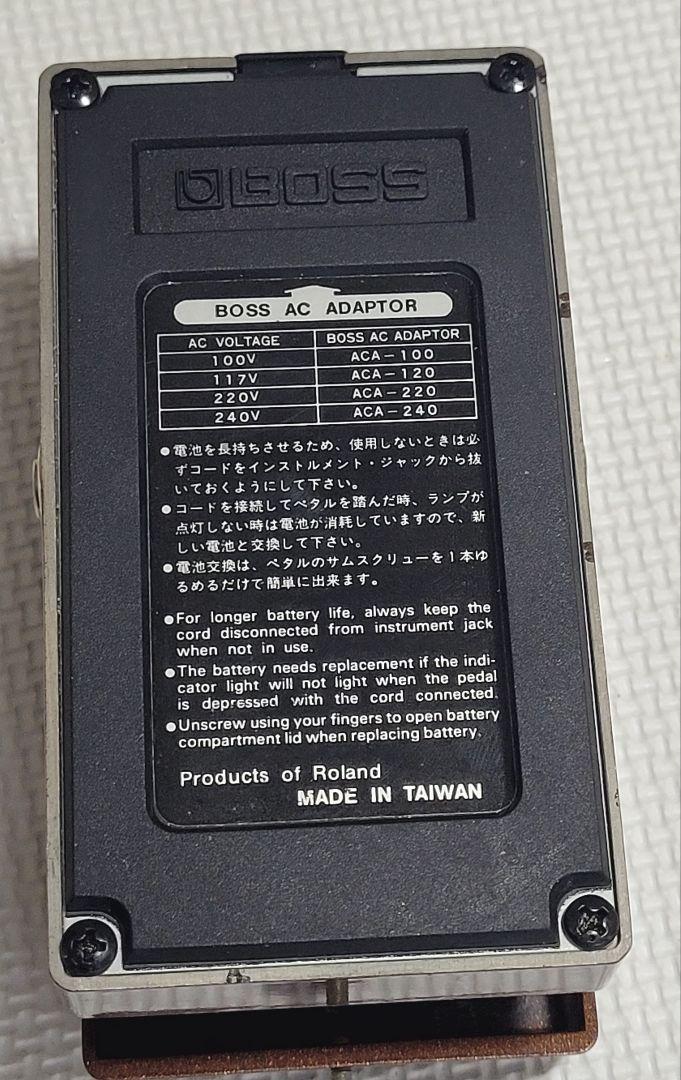 BOSS
BOSS AC ADAPTOR
AC VOLTAGE BOSS AC ADAPTOR
100V ACA-100
117V ACA-120
220V ACA-220
240V ACA-240
●電池を長持ちさせるため、使用しないときは必
ずコードをインストルメント・ジャックから抜
いておくようにして下さい。
●コードを接続してペタルを踏んだ時、ランプが
点灯しない時は電池が消耗していますので、新
しい電池と交換して下さい。
●電池交換は、ペタルのサムスクリューを1本ゆ
るめるだけで簡単に出来ます。
●For longer battery life, always keep the
cord disconnected from instrument jack
when not in use.
●The battery needs replacement if the indi-
cator light will not light when the pedal
is depressed with the cord connected.
●Unscrew using your fingers to open battery
compartment lid when replacing battery.
Products of Roland
MADE IN TAIWAN